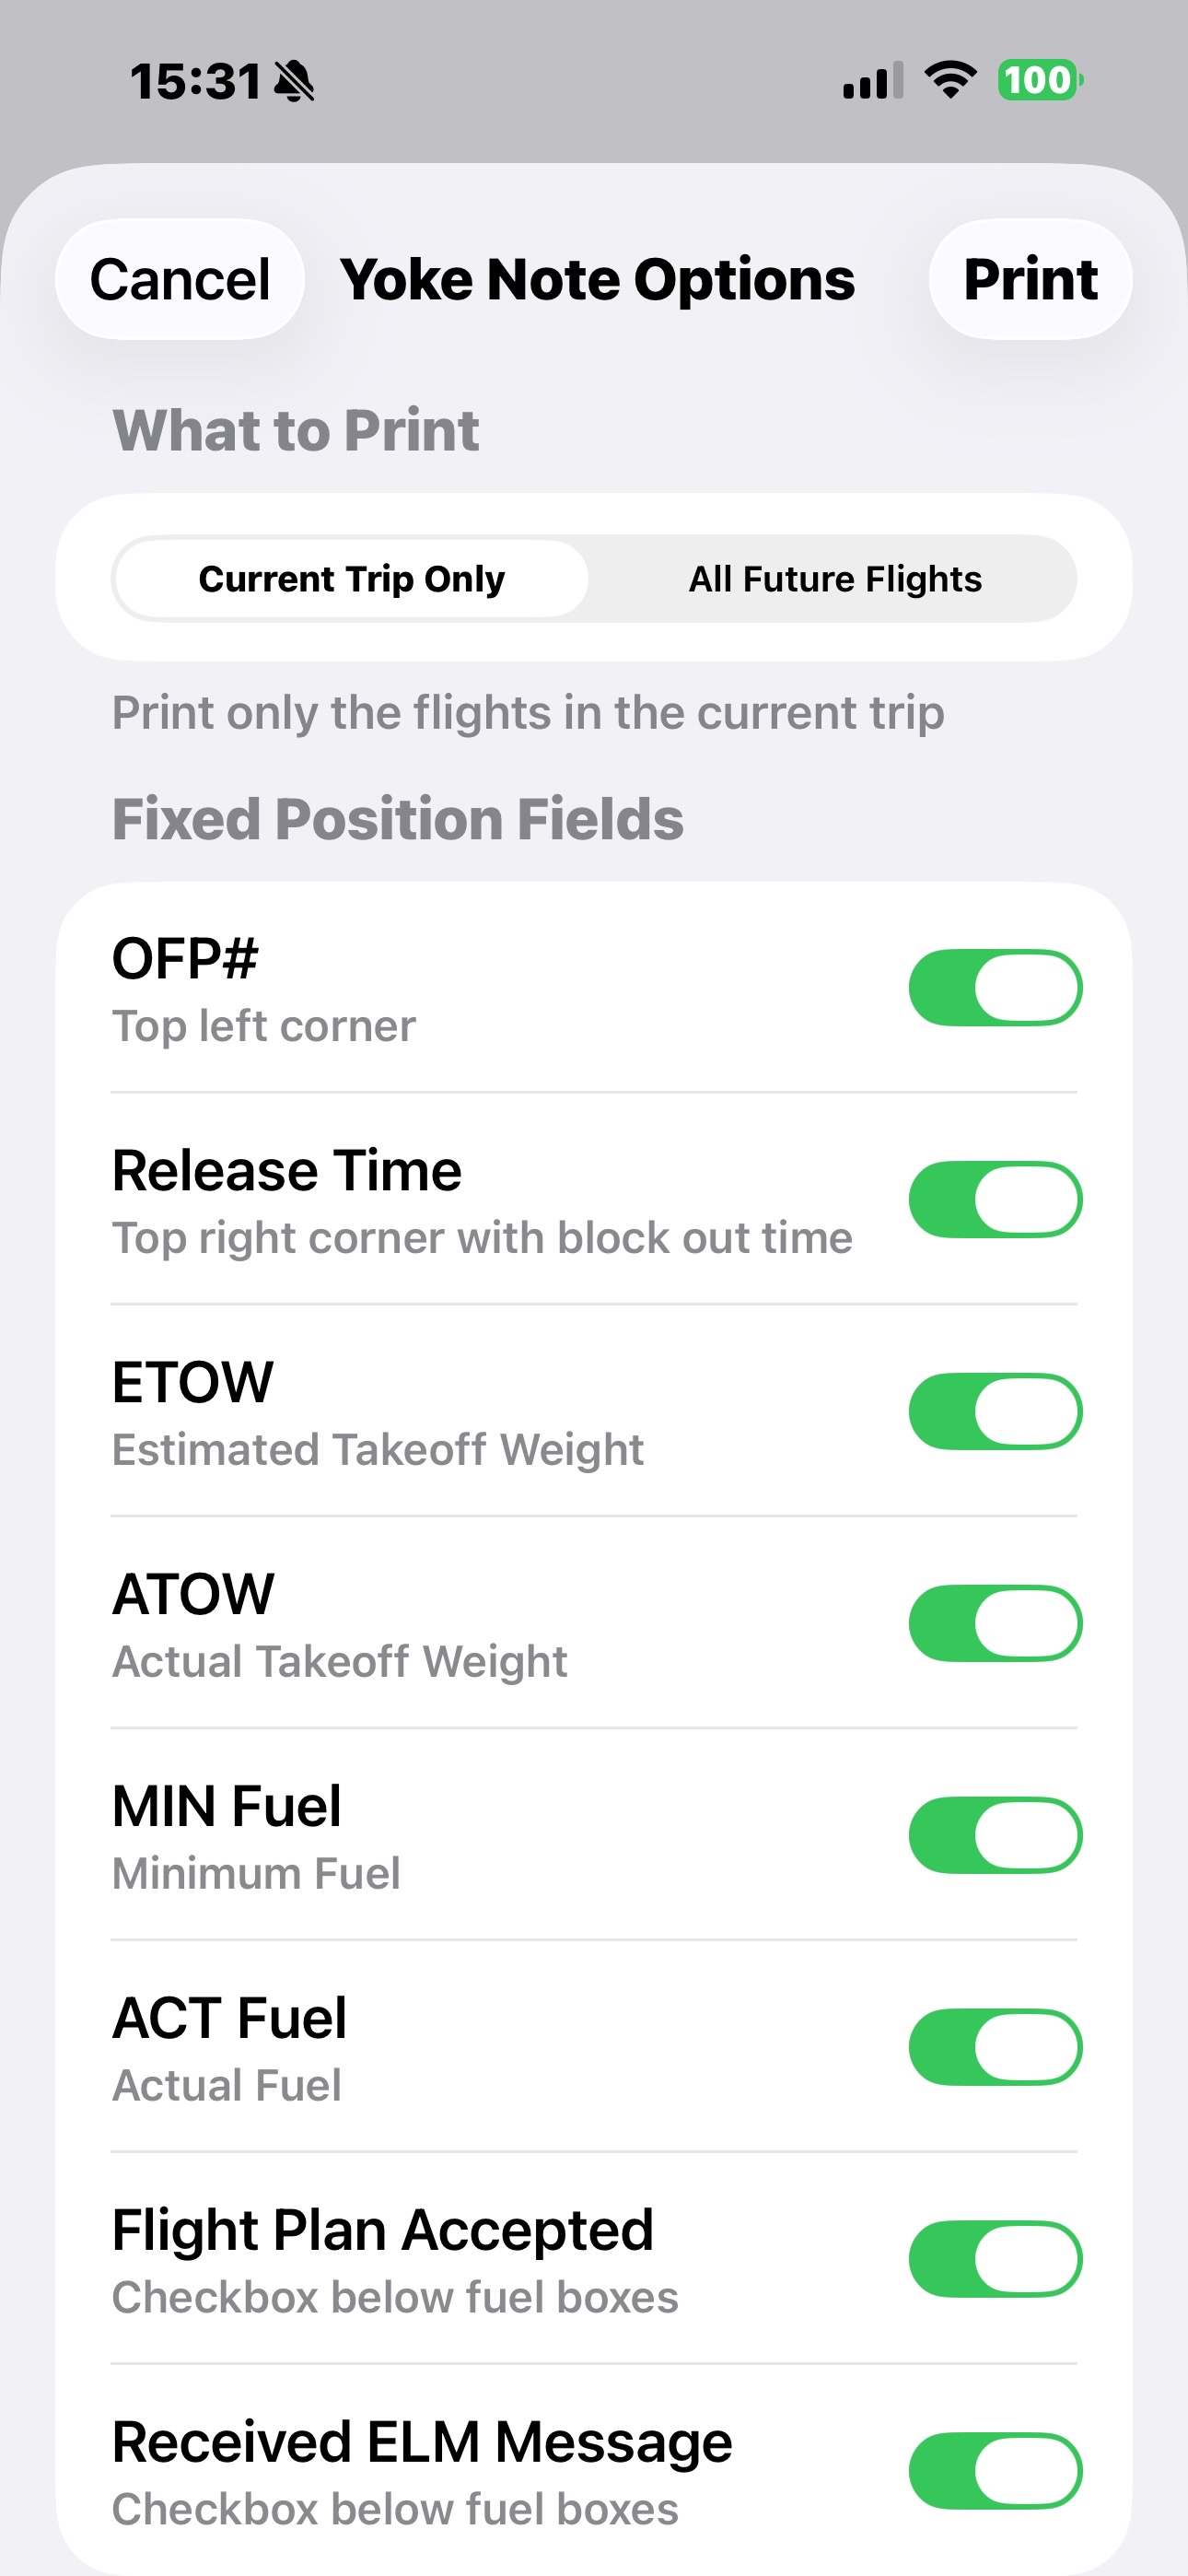 15:31
100
Cancel
Yoke Note Options
Print
What to Print
Current Trip Only
All Future Flights
Print only the flights in the current trip
Fixed Position Fields
OFP#
Top left corner
Release Time
Top right corner with block out time
ETOW
Estimated Takeoff Weight
ATOW
Actual Takeoff Weight
MIN Fuel
Minimum Fuel
ACT Fuel
Actual Fuel
Flight Plan Accepted
Checkbox below fuel boxes
Received ELM Message
Checkbox below fuel boxes